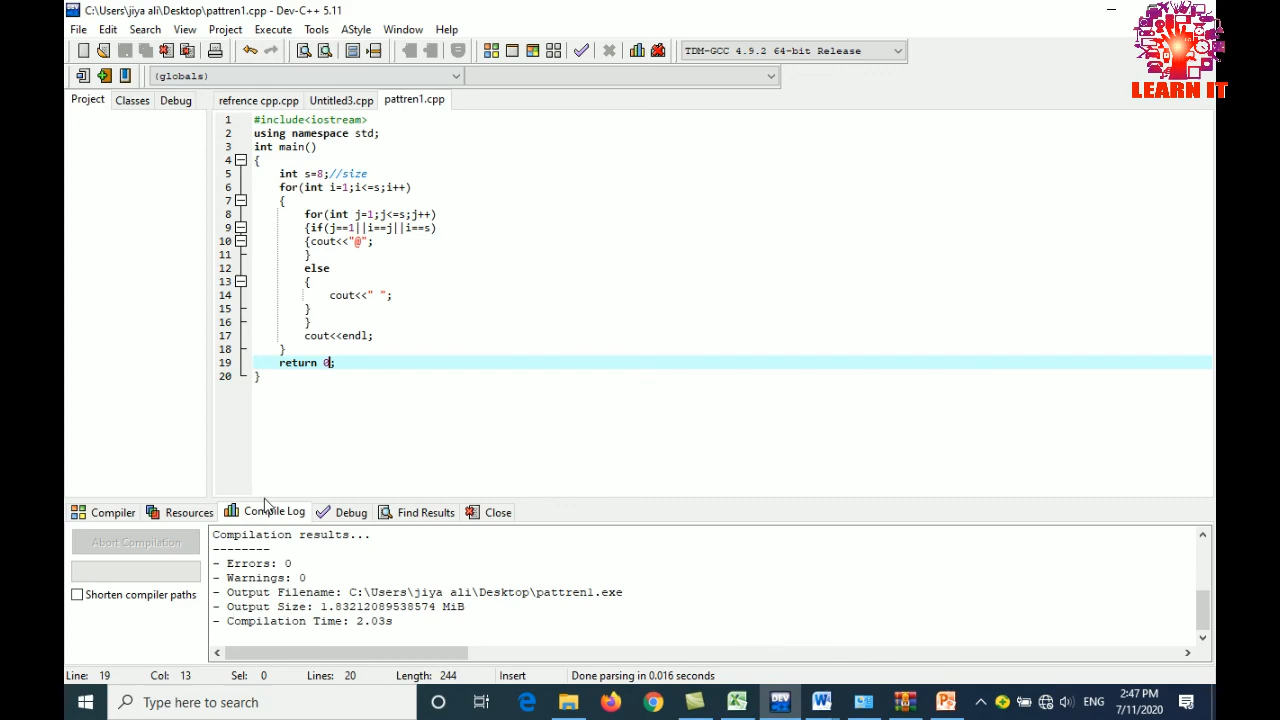 C:\Users\jiya ali\Desktop\pattren1.cpp - Dev-C++ 5.11
File Edit Search View Project Execute Tools AStyle Window Help
TDM-GCC 4.9.2 64-bit Release
(globals)
Project Classes Debug refrence cpp.cpp Untitled3.cpp pattren1.cpp
1 #include<iostream>
2 using namespace std;
3 int main()
4 {
5 int s=8;//size
6 for(int i=1;i<=s;i++)
7 {
8 for(int j=1;j<=s;j++)
9 {if(j==1||i==j||i==s)
10 {cout<<"@";
11 }
12 else
13 {
14 cout<<" ";
15 }
16 }
17 cout<<endl;
18 }
19 return 0;
20 }
Compiler Resources Compile Log Debug Find Results Close
Abort Compilation
Shorten compiler paths
Compilation results...
--------
- Errors: 0
- Warnings: 0
- Output Filename: C:\Users\jiya ali\Desktop\pattren1.exe
- Output Size: 1.83212089538574 MiB
- Compilation Time: 2.03s
Line: 19 Col: 13 Sel: 0 Lines: 20 Length: 244 Insert Done parsing in 0.016 seconds
Type here to search
DEV
ENG
2:47 PM
7/11/2020
LEARN IT